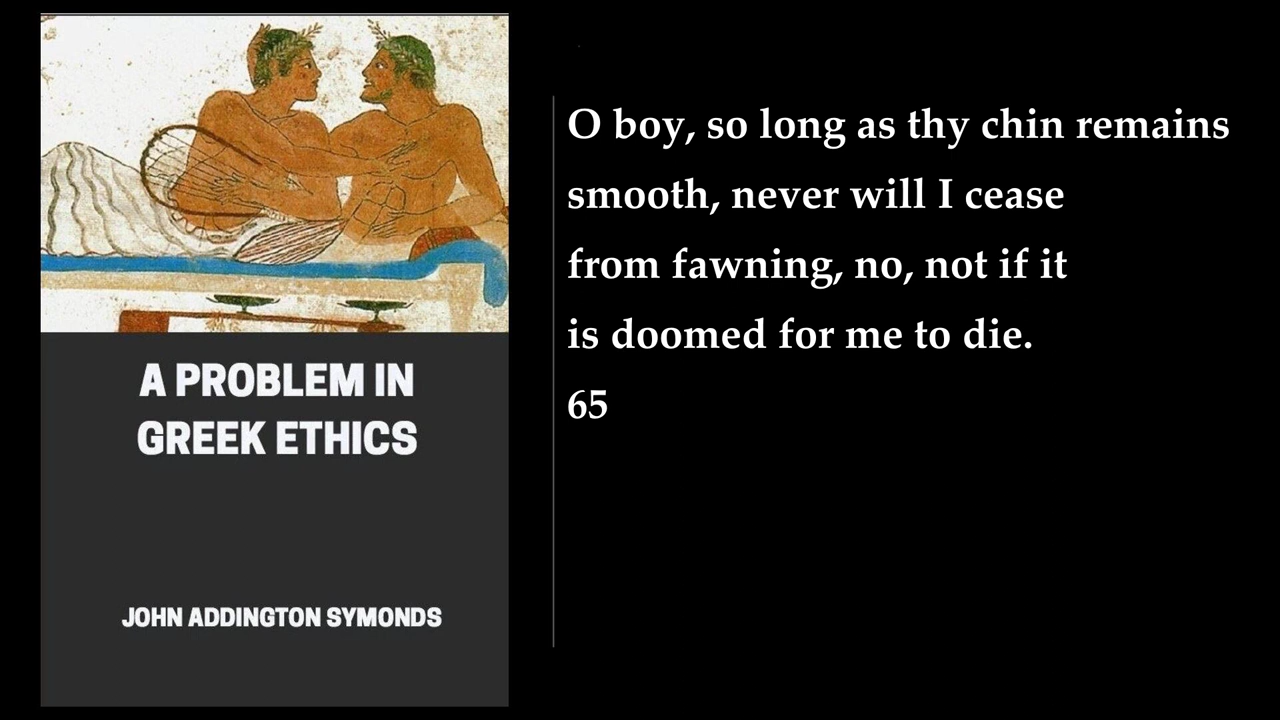 A PROBLEM IN
GREEK ETHICS
JOHN ADDINGTON SYMONDS
O boy, so long as thy chin remains
smooth, never will I cease
from fawning, no, not if it
is doomed for me to die.
65